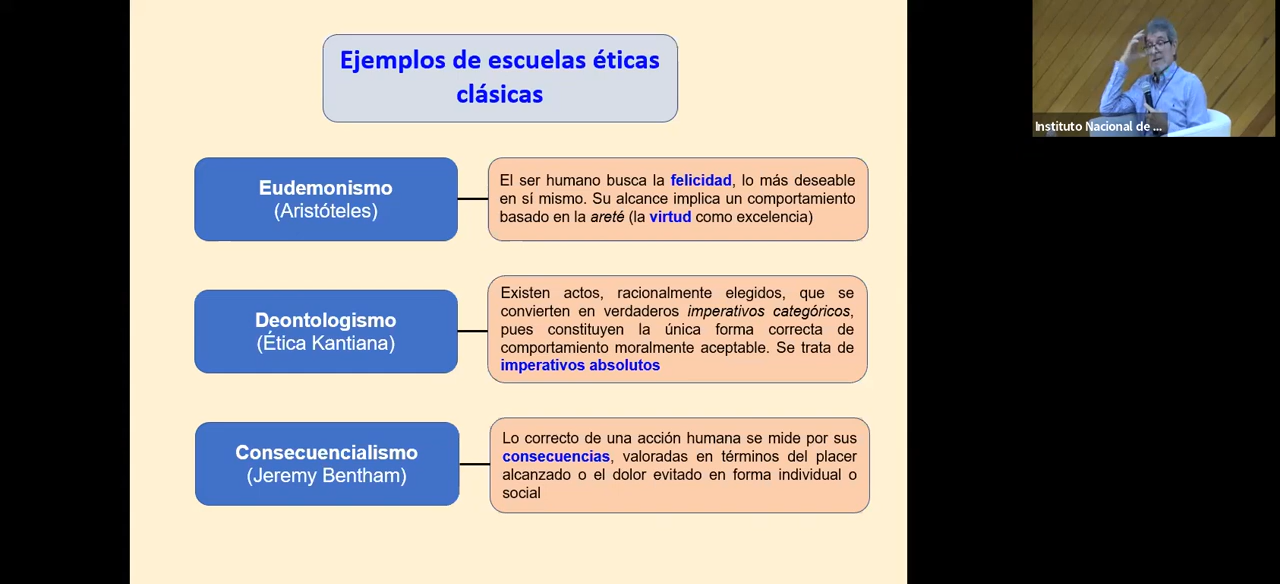 Ejemplos de escuelas éticas
clásicas
Eudemonismo
(Aristóteles)
El ser humano busca la felicidad, lo más deseable
en sí mismo. Su alcance implica un comportamiento
basado en la areté (la virtud como excelencia)
Deontologismo
(Ética Kantiana)
Existen actos, racionalmente elegidos, que se
convierten en verdaderos imperativos categóricos,
pues constituyen la única forma correcta de
comportamiento moralmente aceptable. Se trata de
imperativos absolutos
Consecuencialismo
(Jeremy Bentham)
Lo correcto de una acción humana se mide por sus
consecuencias, valoradas en términos del placer
alcanzado o el dolor evitado en forma individual o
social
Instituto Nacional de ...